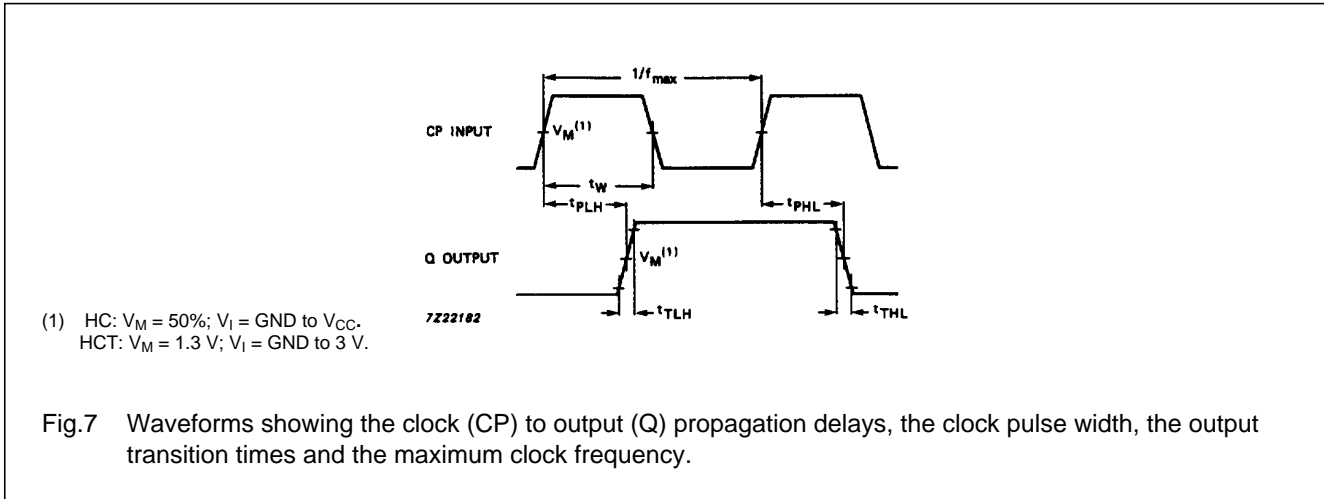 1/fmax
CP INPUT
VM(1)
tW
tPLH
tPHL
Q OUTPUT
VM(1)
tTLH
tTHL
7Z22182
(1) HC: VM = 50%; VI = GND to VCC.
HCT: VM = 1.3 V; VI = GND to 3 V.
Fig.7 Waveforms showing the clock (CP) to output (Q) propagation delays, the clock pulse width, the output
transition times and the maximum clock frequency.